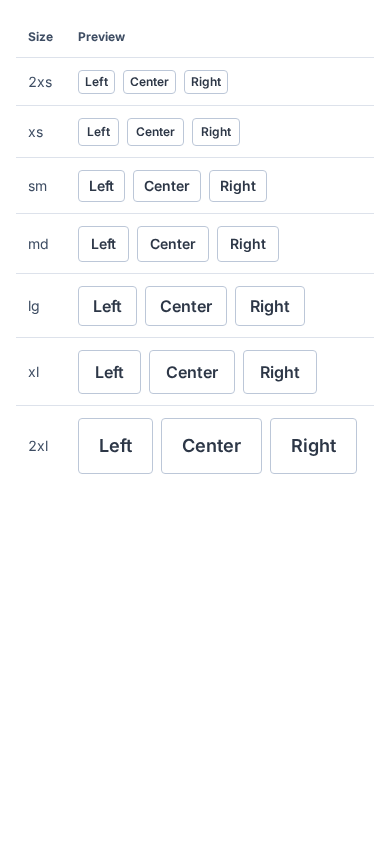 Size Preview
2xs Left Center Right
xs Left Center Right
sm Left Center Right
md Left Center Right
lg Left Center Right
xl Left Center Right
2xl Left Center Right